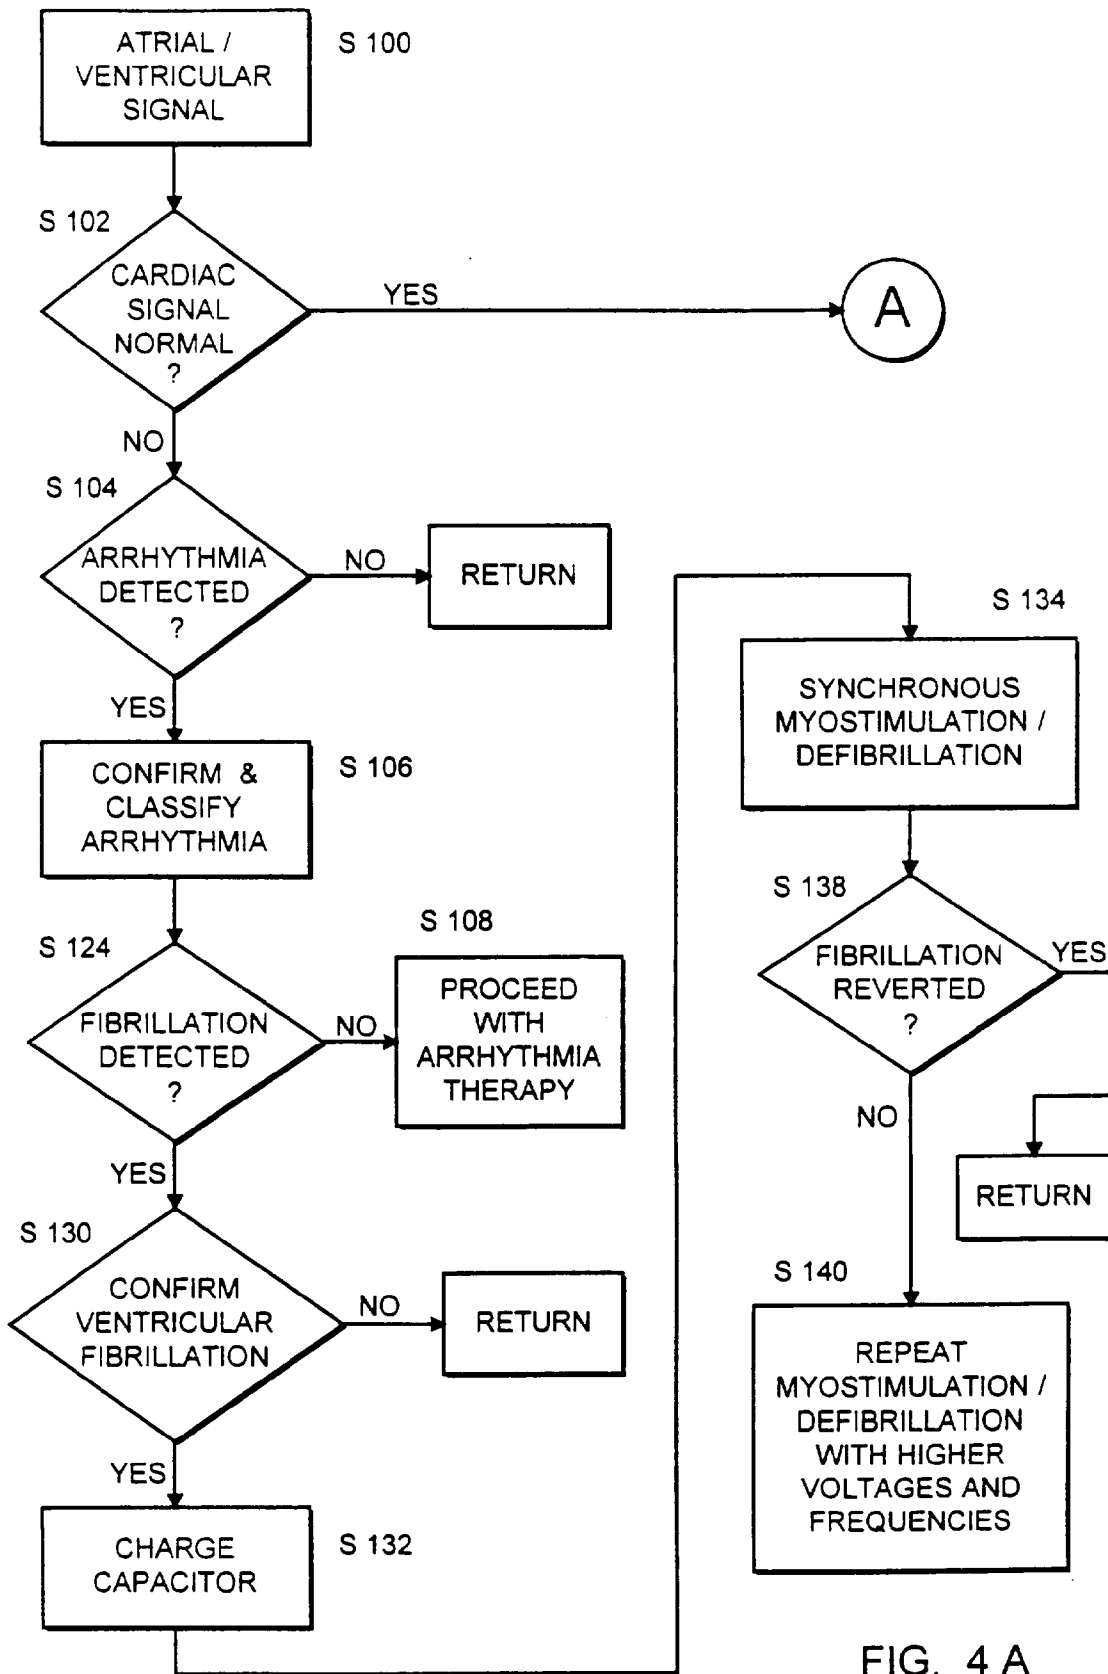 ATRIAL /
VENTRICULAR
SIGNAL
S 100
S 102
CARDIAC
SIGNAL
NORMAL
?
YES
A
NO
S 104
ARRHYTHMIA
DETECTED
?
NO
RETURN
YES
CONFIRM &
CLASSIFY
ARRHYTHMIA
S 106
S 124
FIBRILLATION
DETECTED
?
NO
S 108
PROCEED
WITH
ARRHYTHMIA
THERAPY
YES
S 130
CONFIRM
VENTRICULAR
FIBRILLATION
NO
RETURN
YES
CHARGE
CAPACITOR
S 132
S 134
SYNCHRONOUS
MYOSTIMULATION /
DEFIBRILLATION
S 138
FIBRILLATION
REVERTED
?
YES
NO
RETURN
S 140
REPEAT
MYOSTIMULATION /
DEFIBRILLATION
WITH HIGHER
VOLTAGES AND
FREQUENCIES
FIG. 4 A